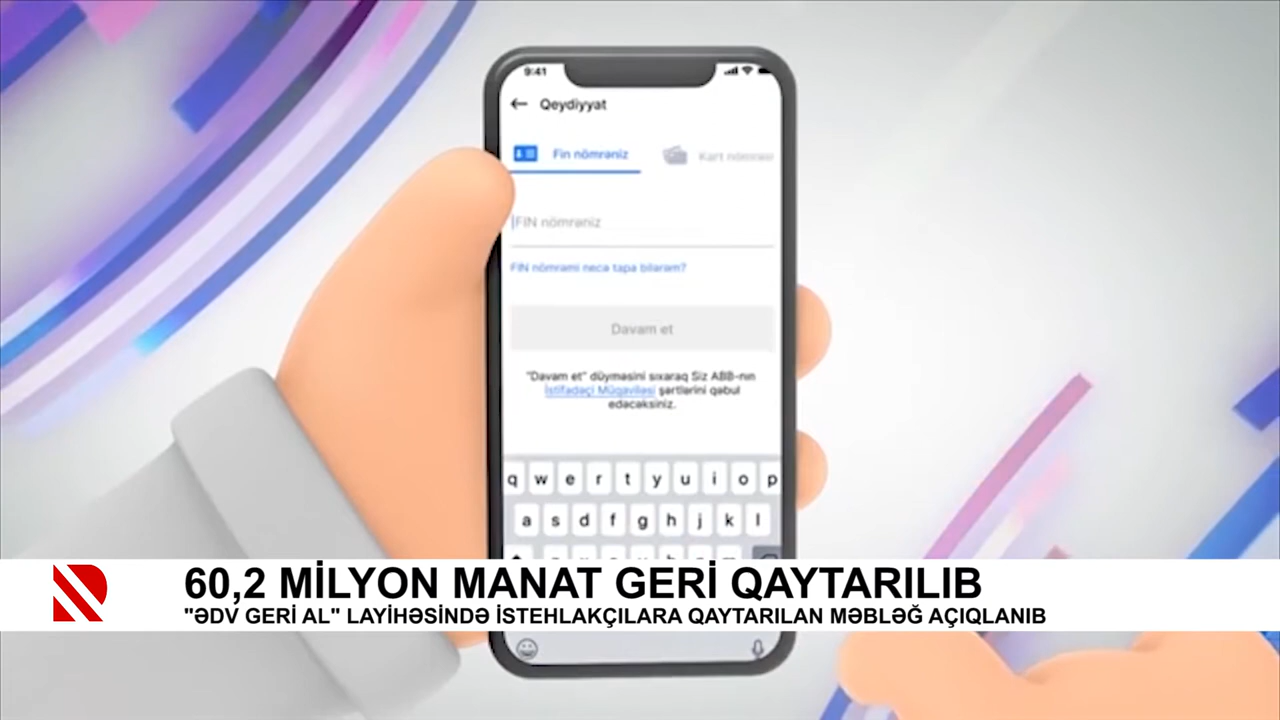 9:41
Qeydiyyat
Fin nömrəniz
Kart nömrəniz
FIN nömrəniz
FIN nömrəmi necə tapa bilərəm?
Davam et
"Davam et" düyməsini sıxaraq Siz ABB-nın
İstifadəçi Müqaviləsi şərtlərini qəbul
edəcəksiniz.
q w e r t y u i o p
a s d f g h j k l
60,2 MİLYON MANAT GERİ QAYTARILIB
"ƏDV GERİ AL" LAYİHƏSİNDƏ İSTEHLAKÇILARA QAYTARILAN MƏBLƏĞ AÇIQLANIB